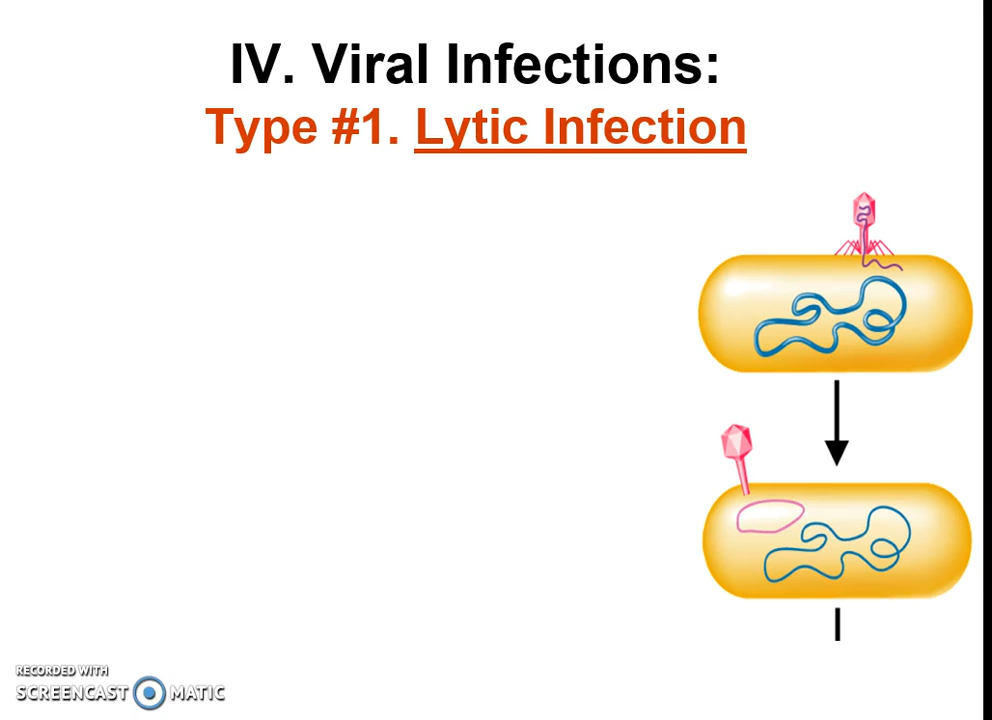 IV. Viral Infections:
Type #1. Lytic Infection
RECORDED WITH
SCREENCAST MATIC